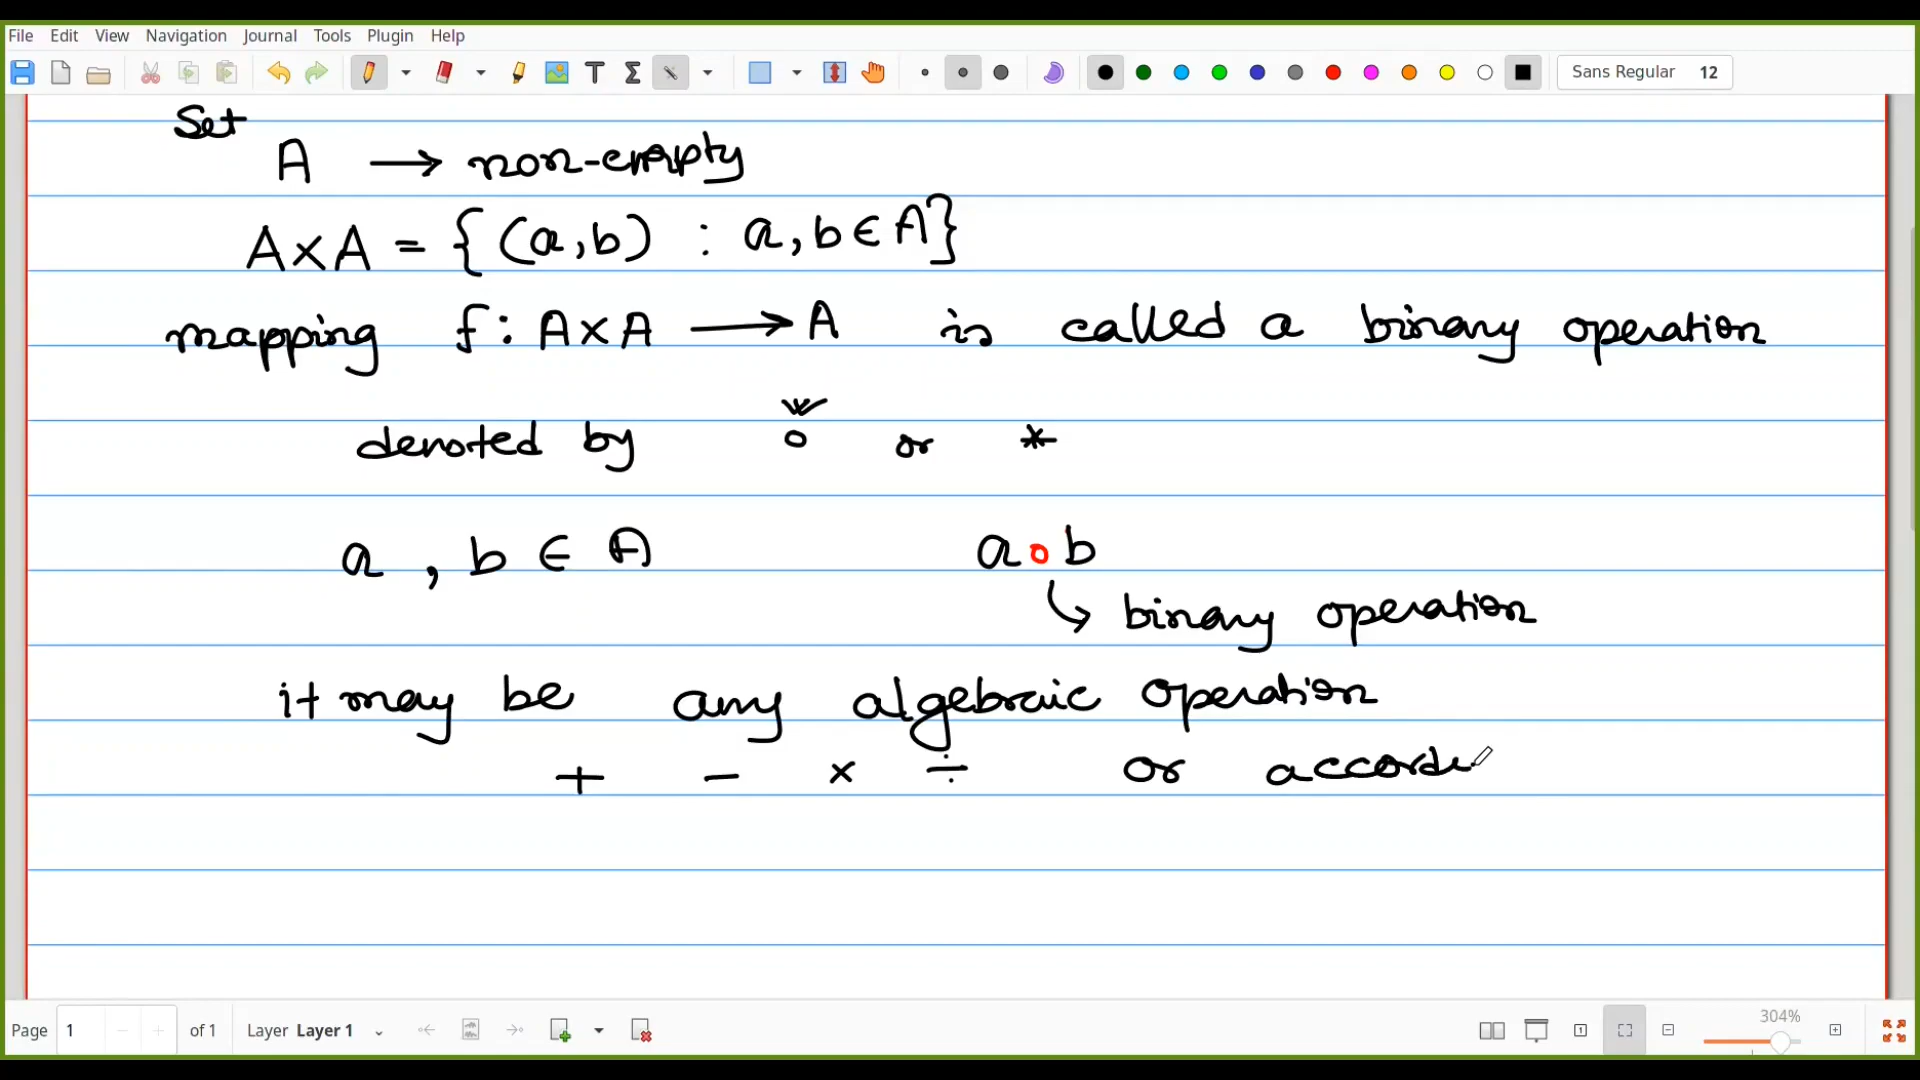 File Edit View Navigation Journal Tools Plugin Help
Sans Regular 12
Set
A → non-empty
A×A = {(a,b) : a,b∈A}
mapping f: A×A → A is called a binary operation
denoted by o or *
a, b ∈ A a o b
↳ binary operation
it may be any algebraic operation
+ − × ÷ or accorde
Page 1 of 1 Layer Layer 1 304%